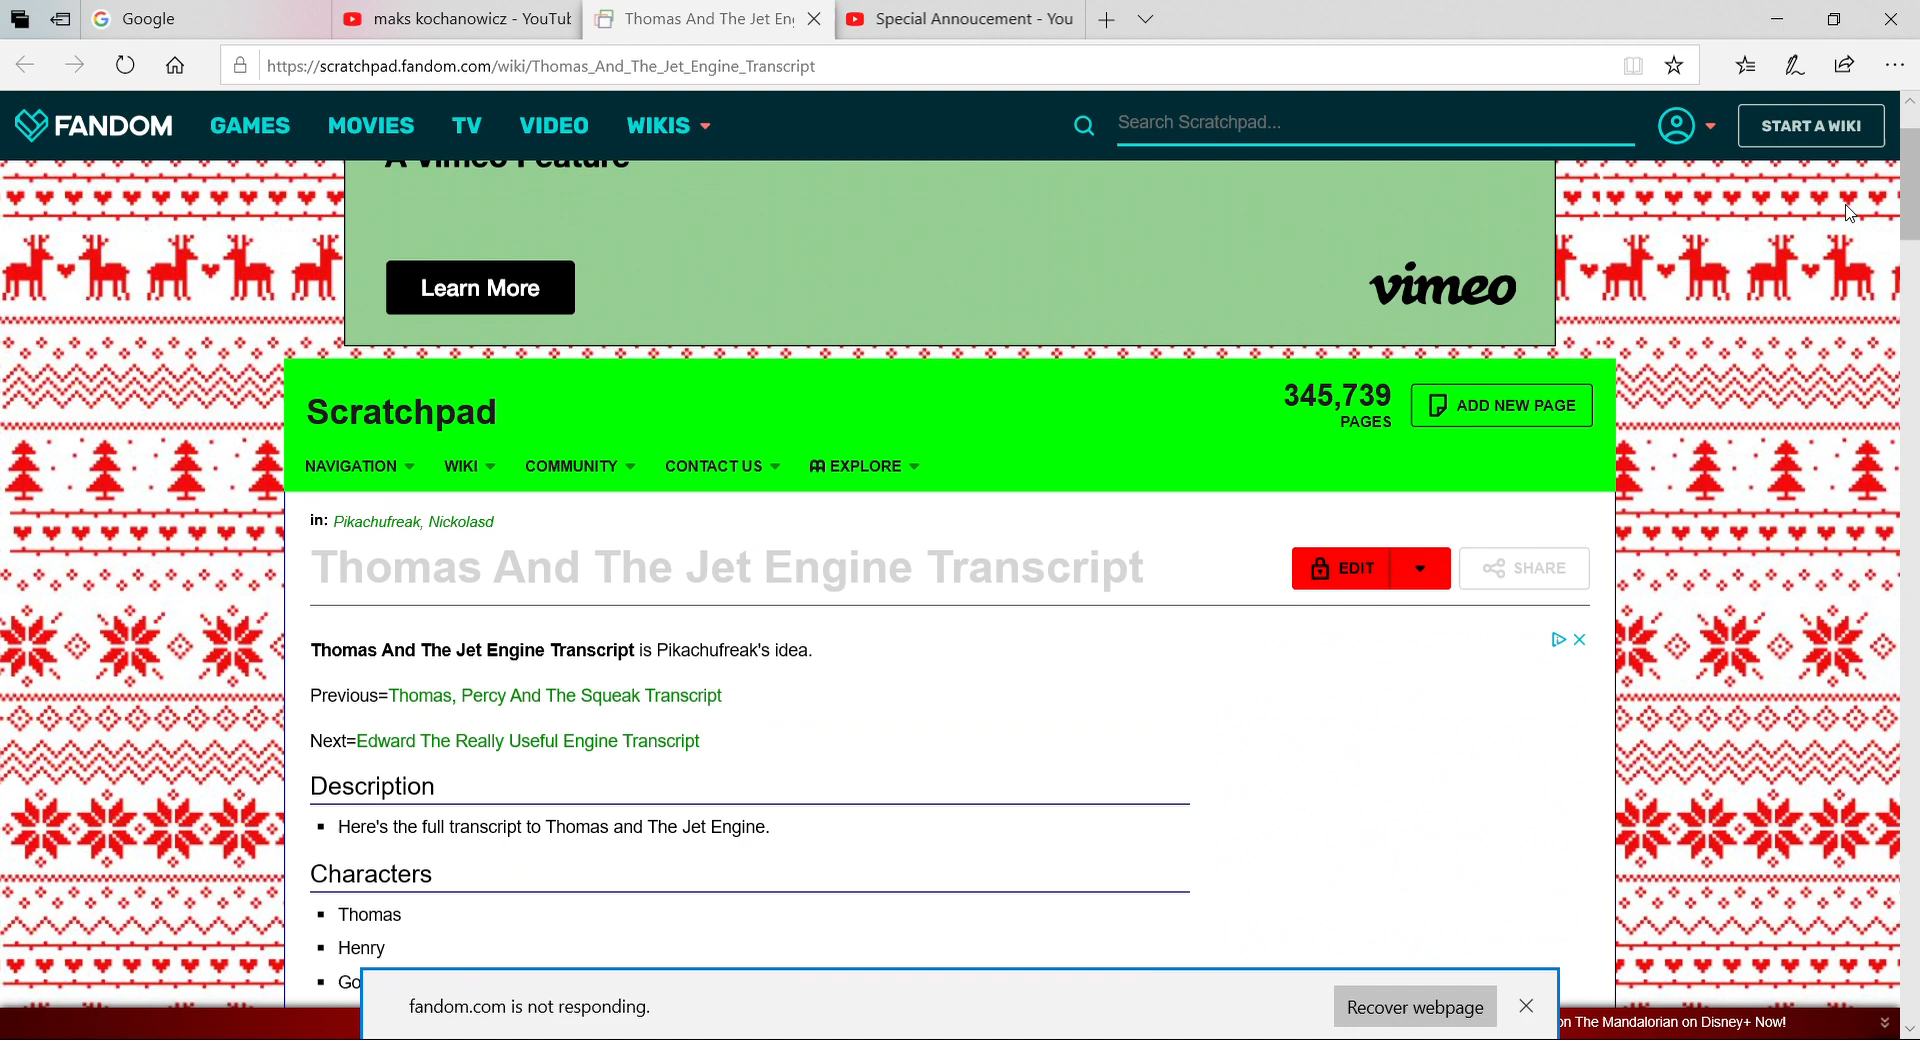 Google
maks kochanowicz - YouTuk
Thomas And The Jet En
Special Annoucement - You
https://scratchpad.fandom.com/wiki/Thomas_And_The_Jet_Engine_Transcript
FANDOM
GAMES MOVIES TV VIDEO WIKIS
Search Scratchpad...
START A WIKI
A Vimeo Feature
Learn More
vimeo
Scratchpad
345,739
PAGES
ADD NEW PAGE
NAVIGATION WIKI COMMUNITY CONTACT US EXPLORE
in: Pikachufreak, Nickolasd
Thomas And The Jet Engine Transcript
EDIT
SHARE
Thomas And The Jet Engine Transcript is Pikachufreak's idea.
Previous=Thomas, Percy And The Squeak Transcript
Next=Edward The Really Useful Engine Transcript
Description
Here's the full transcript to Thomas and The Jet Engine.
Characters
Thomas
Henry
Go
fandom.com is not responding.
Recover webpage
on The Mandalorian on Disney+ Now!